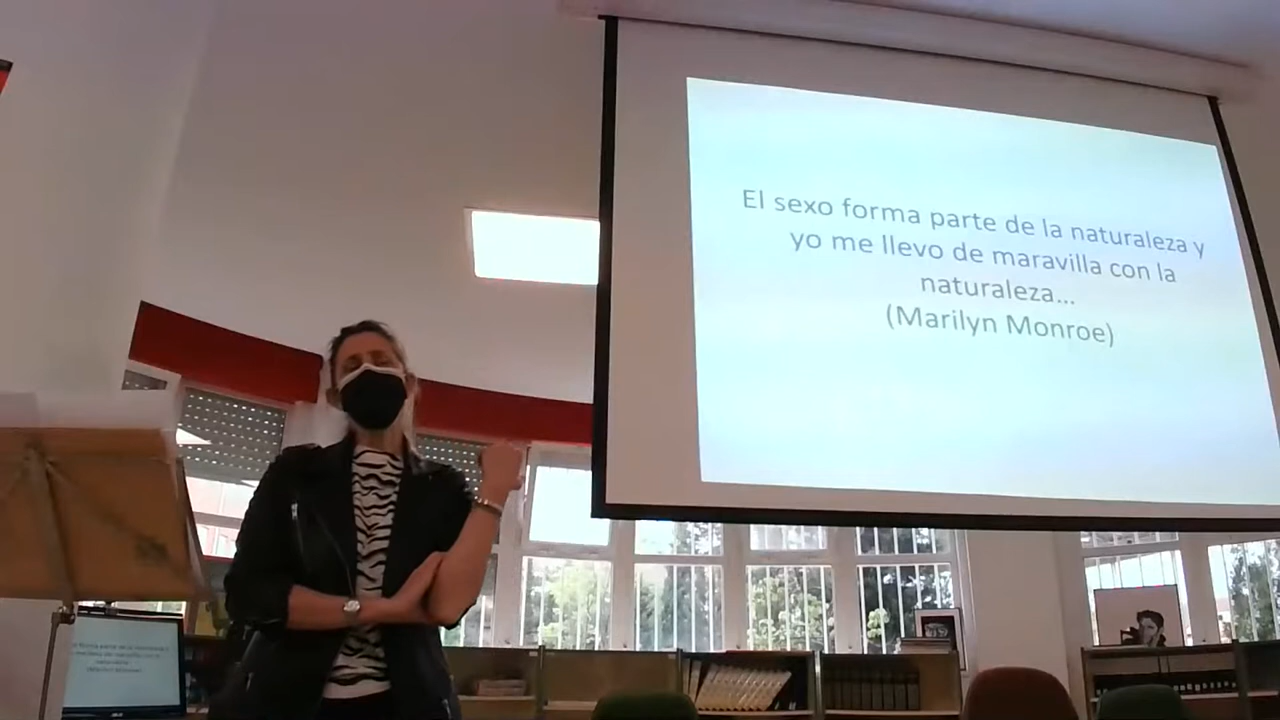 El sexo forma parte de la naturaleza y
yo me llevo de maravilla con la
naturaleza...
(Marilyn Monroe)